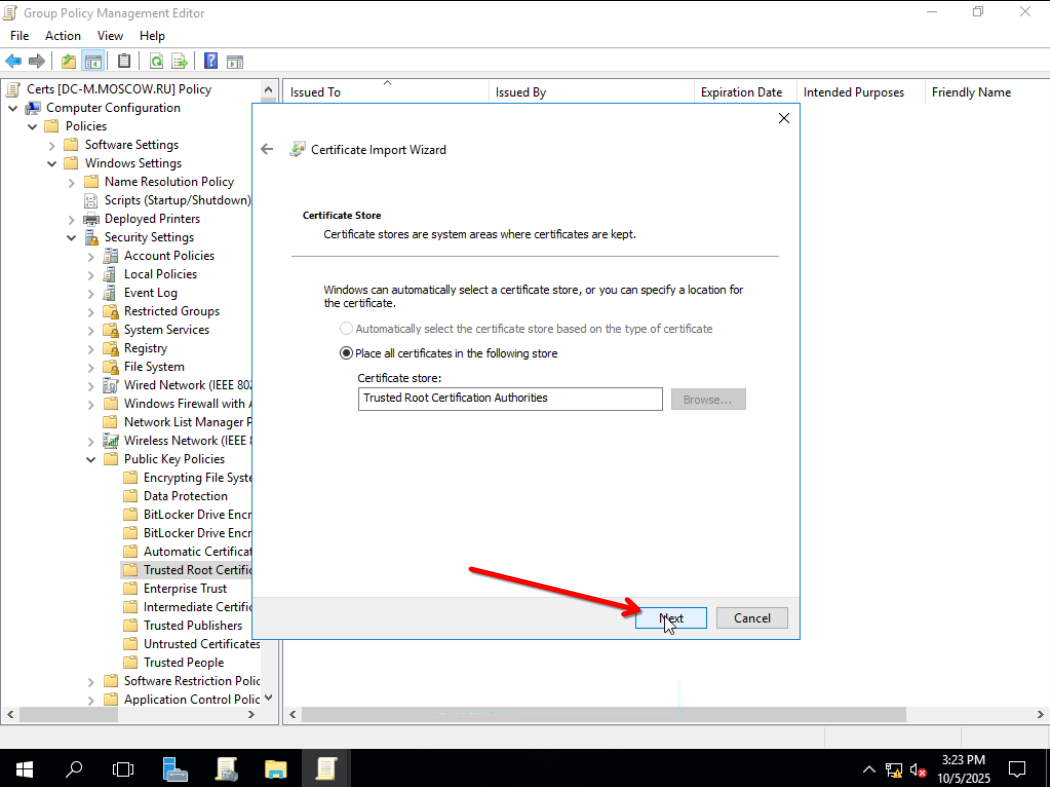 Group Policy Management Editor
File Action View Help
Certs [DC-M.MOSCOW.RU] Policy
Computer Configuration
Policies
Software Settings
Windows Settings
Name Resolution Policy
Scripts (Startup/Shutdown)
Deployed Printers
Security Settings
Account Policies
Local Policies
Event Log
Restricted Groups
System Services
Registry
File System
Wired Network (IEEE 802
Windows Firewall with A
Network List Manager P
Wireless Network (IEEE 8
Public Key Policies
Encrypting File Syste
Data Protection
BitLocker Drive Encr
BitLocker Drive Encr
Automatic Certificat
Trusted Root Certific
Enterprise Trust
Intermediate Certific
Trusted Publishers
Untrusted Certificates
Trusted People
Software Restriction Polic
Application Control Polic
Issued To Issued By Expiration Date Intended Purposes Friendly Name
Certificate Import Wizard
Certificate Store
Certificate stores are system areas where certificates are kept.
Windows can automatically select a certificate store, or you can specify a location for
the certificate.
Automatically select the certificate store based on the type of certificate
Place all certificates in the following store
Certificate store:
Trusted Root Certification Authorities Browse...
Next Cancel
3:23 PM
10/5/2025